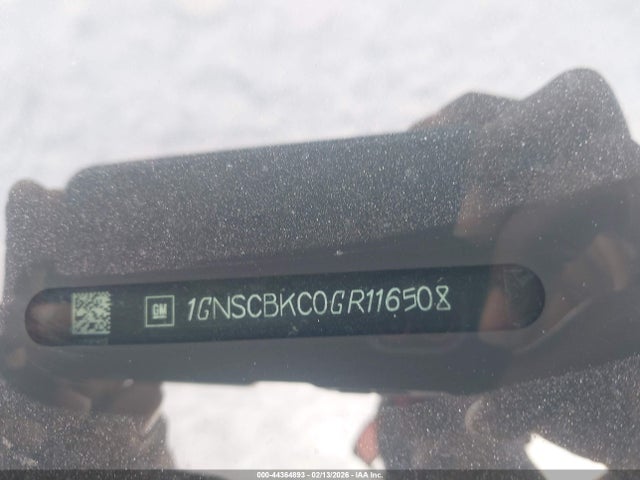 GM 1GNSCBKC0GR116508
000-44364893 - 02/13/2026 - IAA Inc.